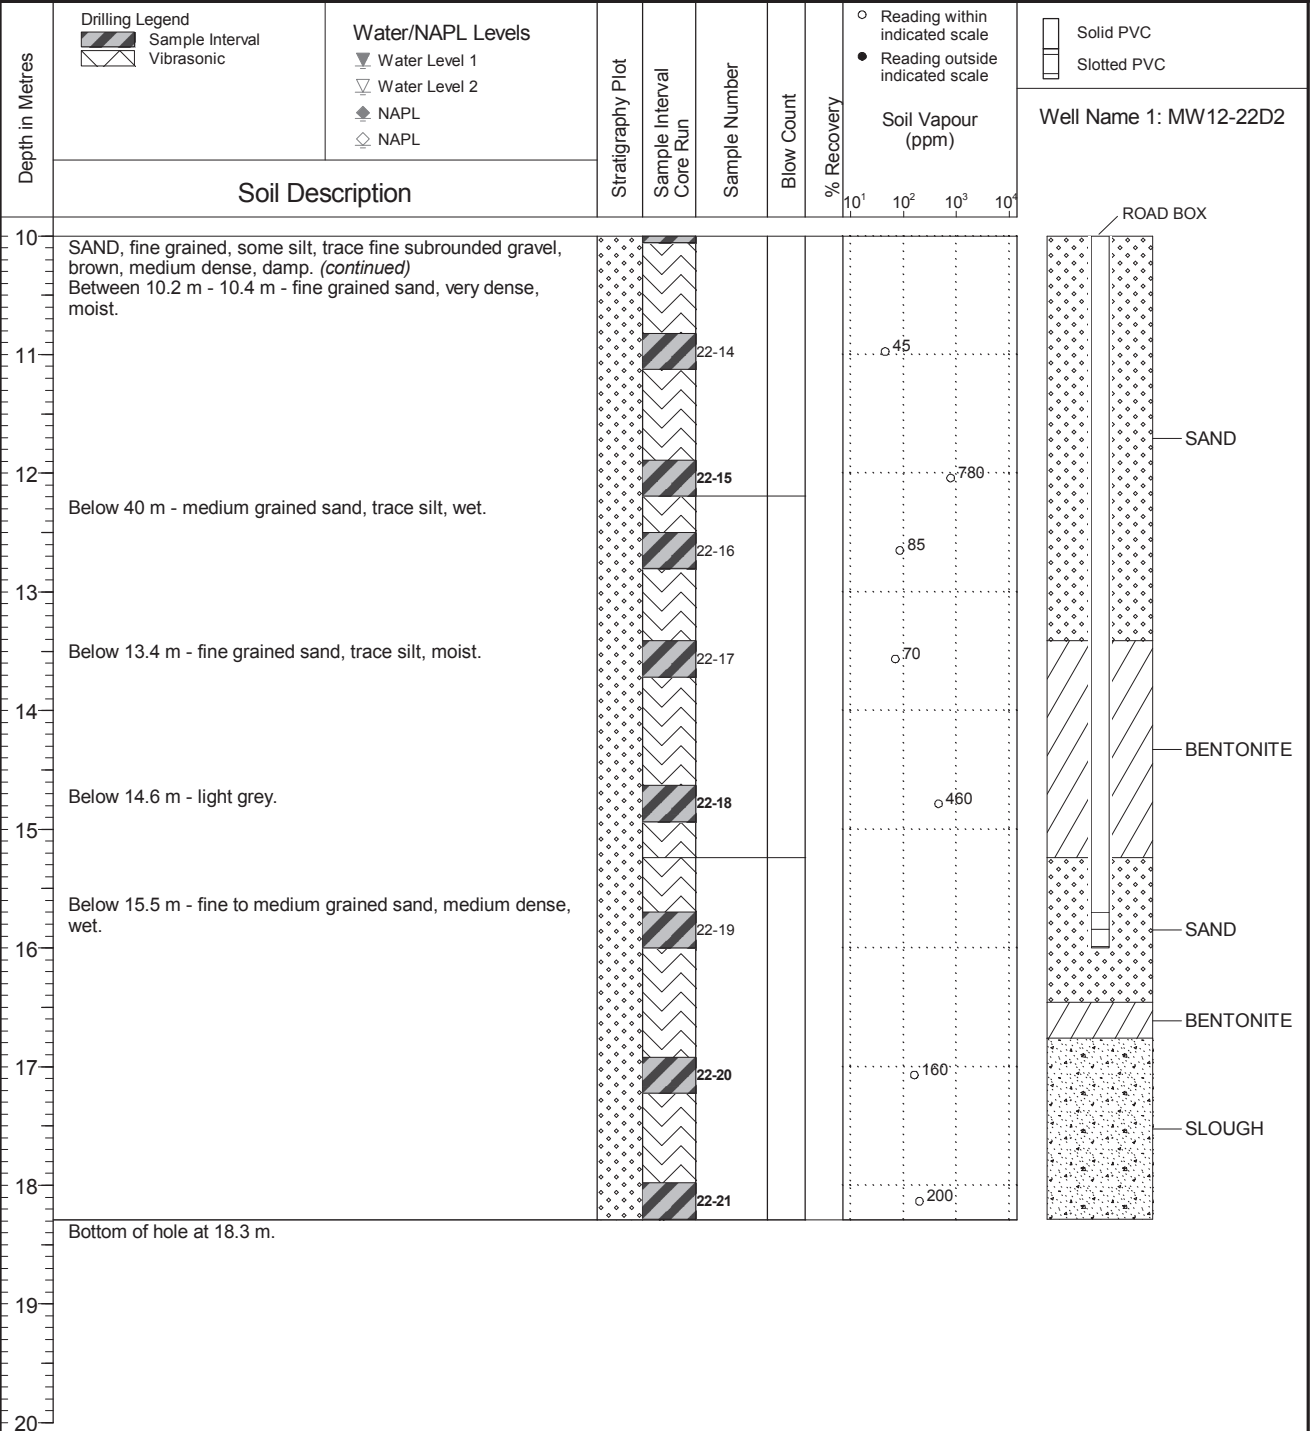 Depth in Metres
Drilling Legend
Sample Interval
Vibrasonic
Water/NAPL Levels
Water Level 1
Water Level 2
NAPL
NAPL
Soil Description
Stratigraphy Plot
Sample Interval
Core Run
Sample Number
Blow Count
% Recovery
Reading within
indicated scale
Reading outside
indicated scale
Soil Vapour
(ppm)
10¹ 10² 10³ 10⁴
Solid PVC
Slotted PVC
Well Name 1: MW12-22D2
ROAD BOX
10
SAND, fine grained, some silt, trace fine subrounded gravel,
brown, medium dense, damp. (continued)
Between 10.2 m - 10.4 m - fine grained sand, very dense,
moist.
11
22-14
45
SAND
12
22-15
780
Below 40 m - medium grained sand, trace silt, wet.
22-16
85
13
Below 13.4 m - fine grained sand, trace silt, moist.
22-17
70
14
BENTONITE
Below 14.6 m - light grey.
22-18
460
15
Below 15.5 m - fine to medium grained sand, medium dense,
wet.
22-19
SAND
16
BENTONITE
17
22-20
160
SLOUGH
18
22-21
200
Bottom of hole at 18.3 m.
19
20